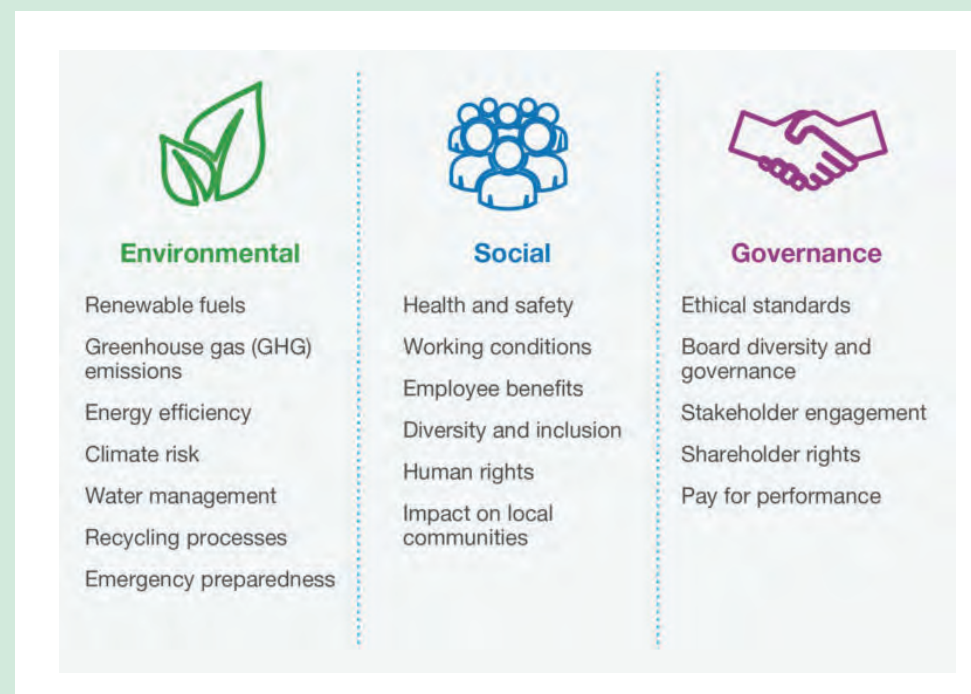 Environmental
Renewable fuels
Greenhouse gas (GHG)
emissions
Energy efficiency
Climate risk
Water management
Recycling processes
Emergency preparedness
Social
Health and safety
Working conditions
Employee benefits
Diversity and inclusion
Human rights
Impact on local
communities
Governance
Ethical standards
Board diversity and
governance
Stakeholder engagement
Shareholder rights
Pay for performance